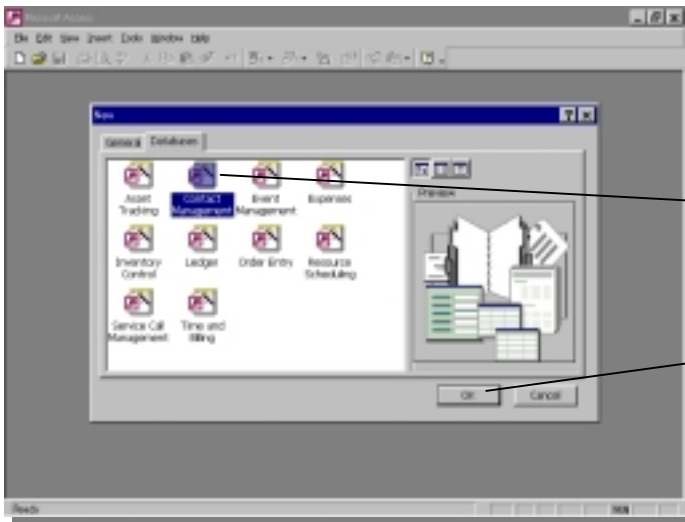 Microsoft Access
File Edit View Insert Tools Window Help
New
General Databases
Asset Tracking
Contact Management
Event Management
Expenses
Inventory Control
Ledger
Order Entry
Resource Scheduling
Service Call Management
Time and Billing
Preview
OK Cancel
Ready NUM